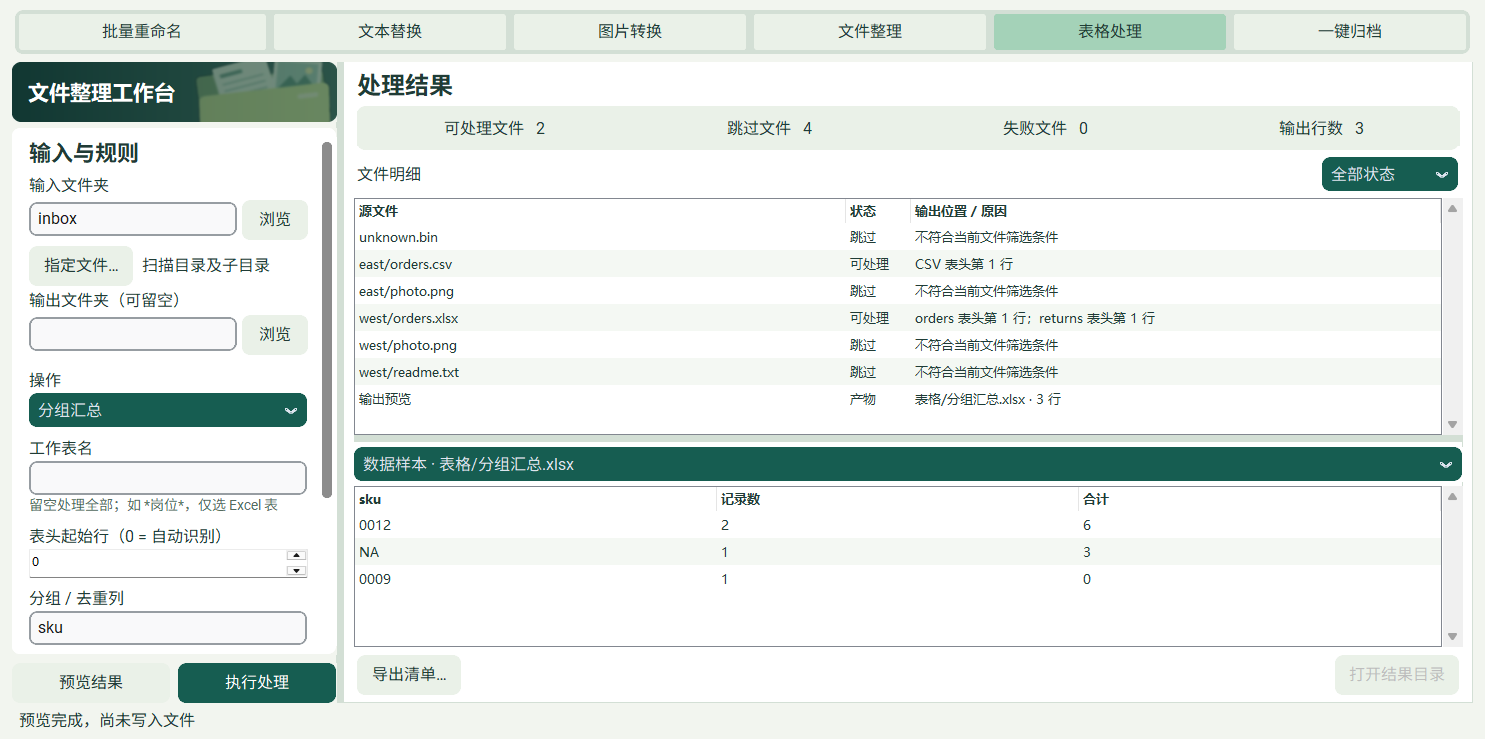 批量重命名 文本替换 图片转换 文件整理 表格处理 一键归档
文件整理工作台
输入与规则
输入文件夹
inbox 浏览
指定文件... 扫描目录及子目录
输出文件夹（可留空）
浏览
操作
分组汇总
工作表名
留空处理全部；如 *岗位*，仅选 Excel 表
表头起始行（0 = 自动识别）
0
分组 / 去重列
sku
预览结果 执行处理
预览完成，尚未写入文件
处理结果
可处理文件 2 跳过文件 4 失败文件 0 输出行数 3
文件明细 全部状态
源文件 状态 输出位置 / 原因
unknown.bin 跳过 不符合当前文件筛选条件
east/orders.csv 可处理 CSV 表头第 1 行
east/photo.png 跳过 不符合当前文件筛选条件
west/orders.xlsx 可处理 orders 表头第 1 行；returns 表头第 1 行
west/photo.png 跳过 不符合当前文件筛选条件
west/readme.txt 跳过 不符合当前文件筛选条件
输出预览 产物 表格/分组汇总.xlsx · 3 行
数据样本 · 表格/分组汇总.xlsx
sku 记录数 合计
0012 2 6
NA 1 3
0009 1 0
导出清单... 打开结果目录